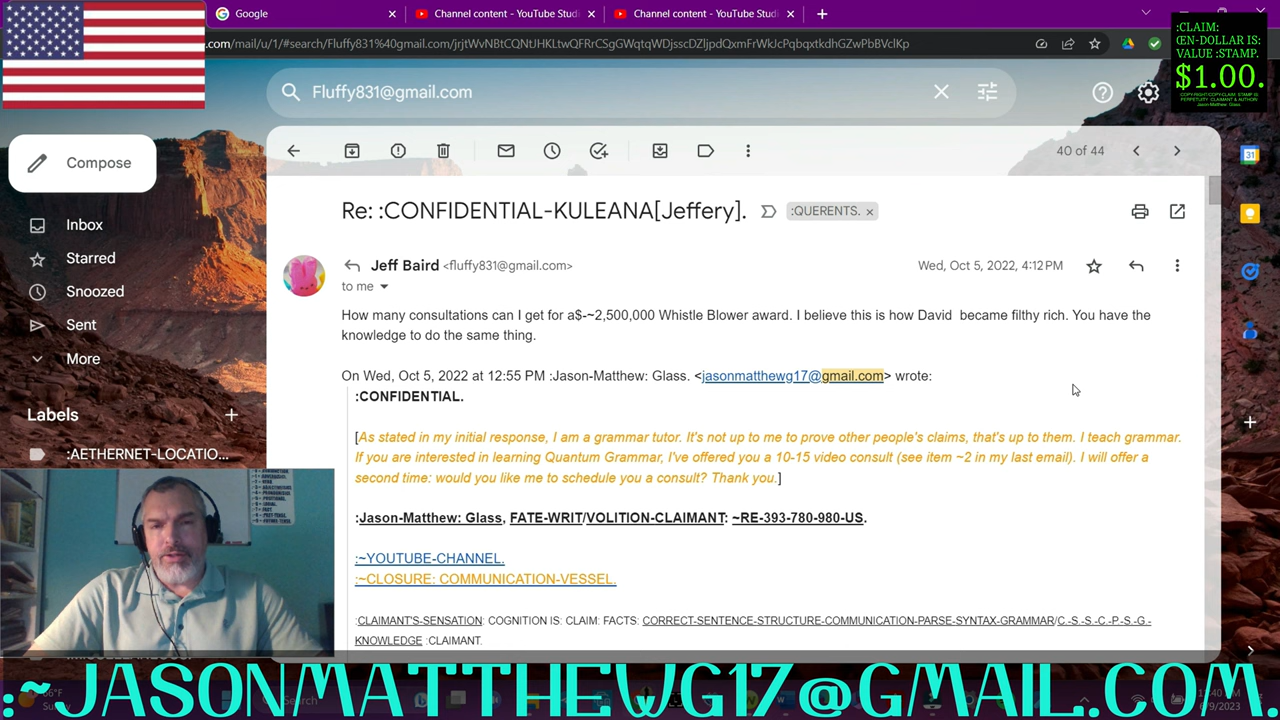 Google
Channel content - YouTube Studi
Channel content - YouTube Studi
.com/mail/u/1/#search/Fluffy831%40gmail.com/jrjtWvNBtCQNtJHKLtwQFRrCSgGWqtqWDjsscDZljpdQxmFrWkJcPqbqxtkdhGZwPbBVclKp
:CLAIM:
ŒN-DOLLAR IS:
VALUE :STAMP.
$1.00.
Fluffy831@gmail.com
Compose
40 of 44
31
Re: :CONFIDENTIAL-KULEANA[Jeffery].
:QUERENTS. ×
Inbox
Starred
Snoozed
Sent
More
Labels
:AETHERNET-LOCATIO...
Jeff Baird <fluffy831@gmail.com>
Wed, Oct 5, 2022, 4:12 PM
to me
How many consultations can I get for a$-~2,500,000 Whistle Blower award. I believe this is how David became filthy rich. You have the
knowledge to do the same thing.
On Wed, Oct 5, 2022 at 12:55 PM :Jason-Matthew: Glass. <jasonmatthewg17@gmail.com> wrote:
:CONFIDENTIAL.
[As stated in my initial response, I am a grammar tutor. It's not up to me to prove other people's claims, that's up to them. I teach grammar.
If you are interested in learning Quantum Grammar, I've offered you a 10-15 video consult (see item ~2 in my last email). I will offer a
second time: would you like me to schedule you a consult? Thank you.]
:Jason-Matthew: Glass, FATE-WRIT/VOLITION-CLAIMANT: ~RE-393-780-980-US.
:~YOUTUBE-CHANNEL.
:~CLOSURE: COMMUNICATION-VESSEL.
:CLAIMANT'S-SENSATION: COGNITION IS: CLAIM: FACTS: CORRECT-SENTENCE-STRUCTURE-COMMUNICATION-PARSE-SYNTAX-GRAMMAR/C.-S.-S.-C.-P.-S.-G.-
KNOWLEDGE :CLAIMANT.
:~ JASONMATTHEWG17@GMAIL.COM.